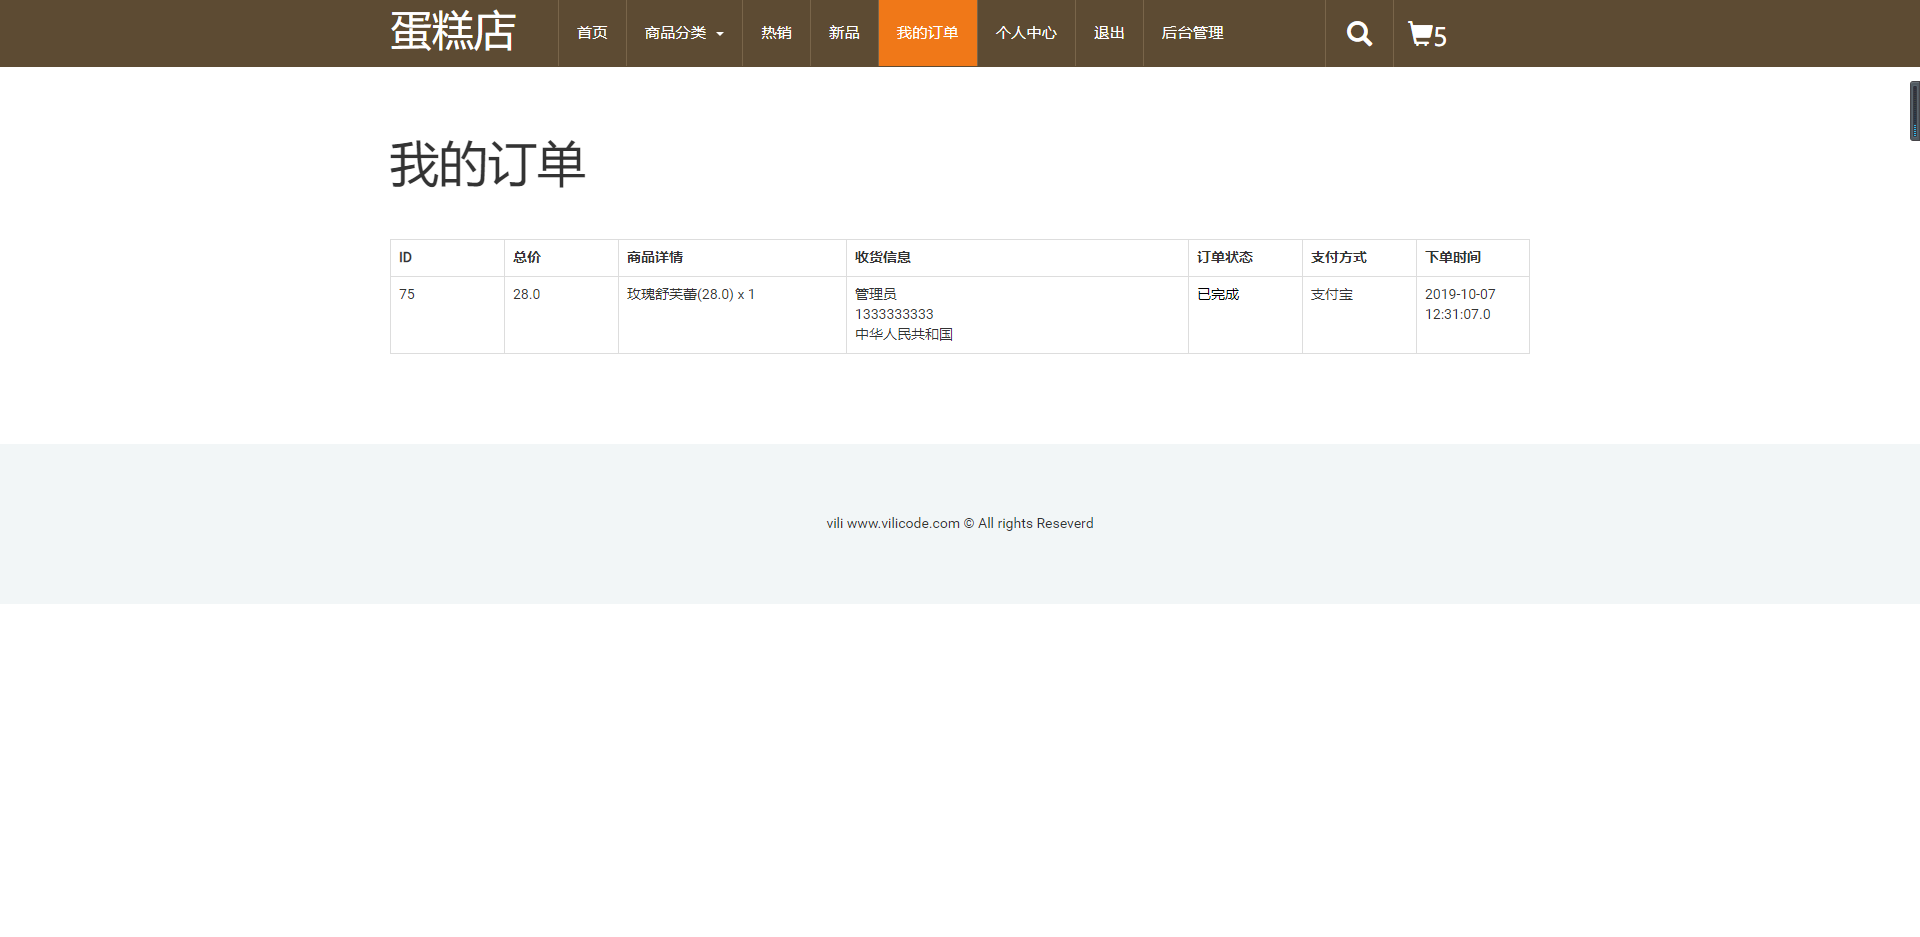 蛋糕店 首页 商品分类 热销 新品 我的订单 个人中心 退出 后台管理 5
我的订单
ID 总价 商品详情 收货信息 订单状态 支付方式 下单时间
75 28.0 玫瑰舒芙蕾(28.0) x 1 管理员 已完成 支付宝 2019-10-07
1333333333 12:31:07.0
中华人民共和国
vili www.vilicode.com © All rights Reseverd